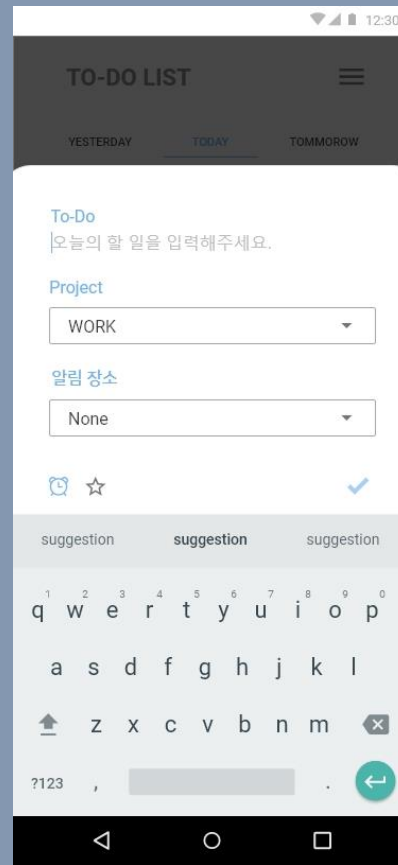 12:30
TO-DO LIST
YESTERDAY TODAY TOMMOROW
To-Do
오늘의 할 일을 입력해주세요.
Project
WORK
알림 장소
None
suggestion suggestion suggestion
1 2 3 4 5 6 7 8 9 0
q w e r t y u i o p
a s d f g h j k l
z x c v b n m
?123 , .